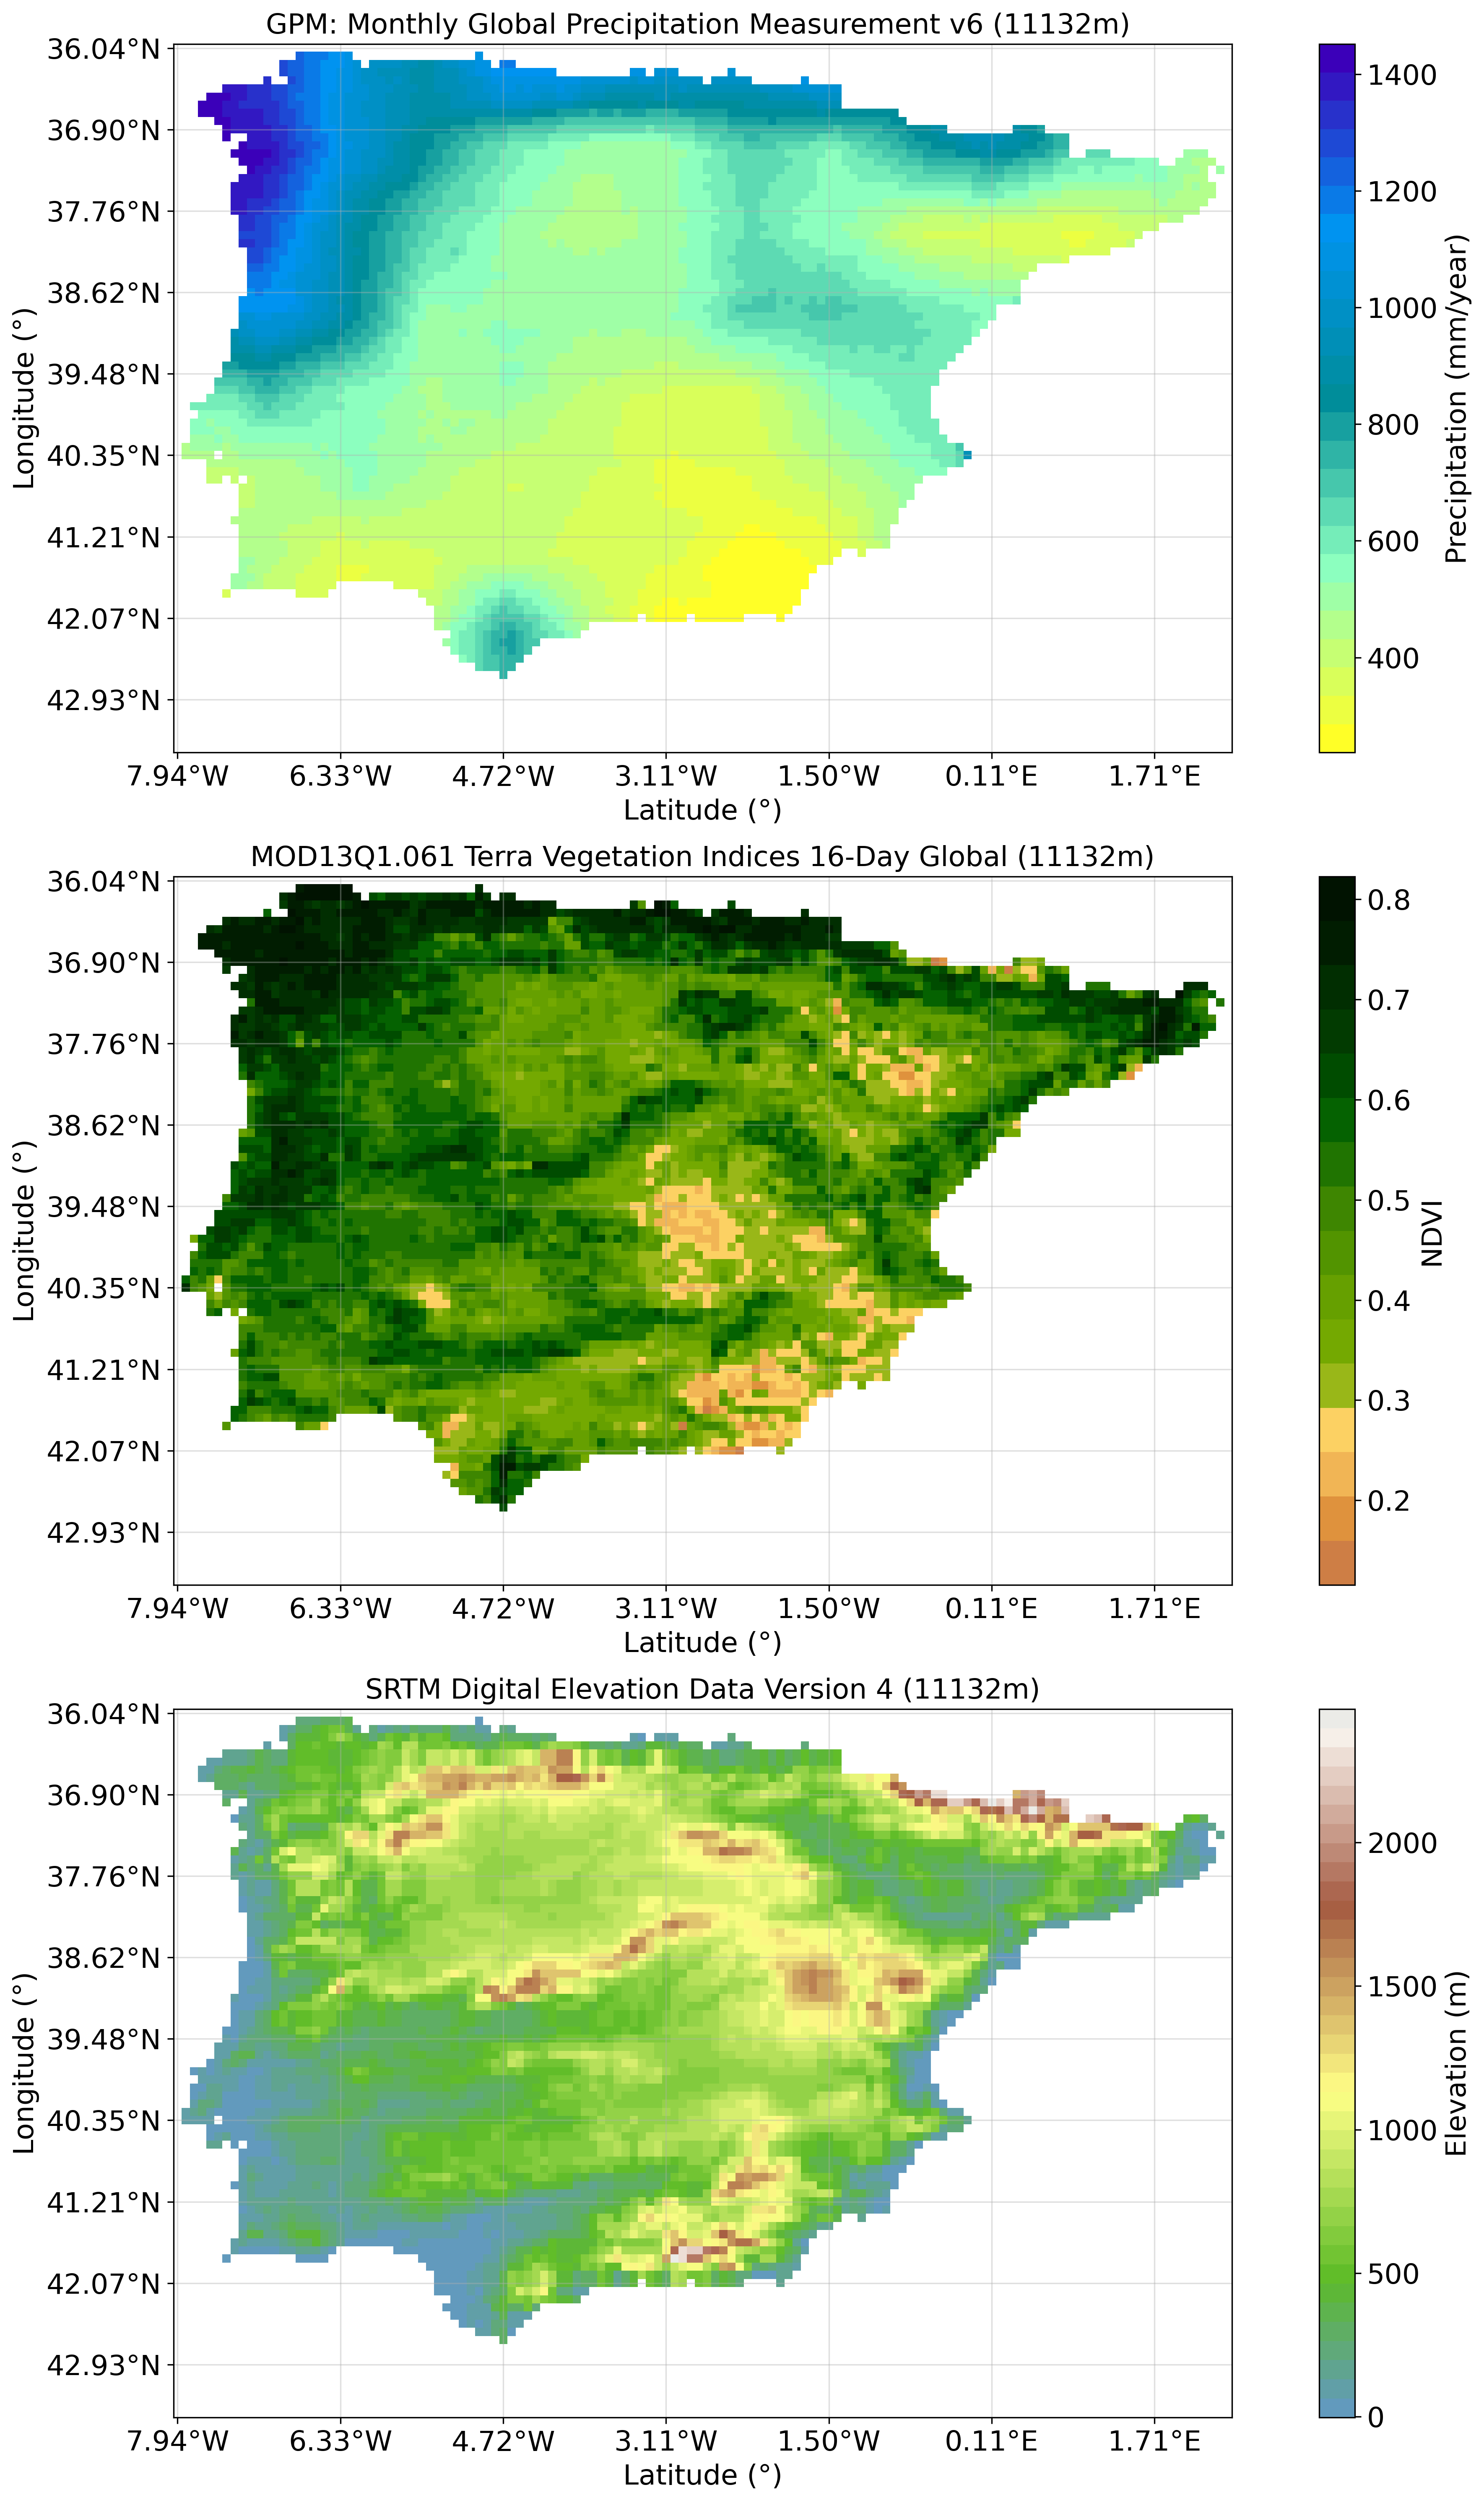 GPM: Monthly Global Precipitation Measurement v6 (11132m)
36.04°N
36.90°N
37.76°N
38.62°N
39.48°N
40.35°N
41.21°N
42.07°N
42.93°N
Longitude (°)
7.94°W 6.33°W 4.72°W 3.11°W 1.50°W 0.11°E 1.71°E
Latitude (°)
1400
1200
1000
800
600
400
Precipitation (mm/year)
MOD13Q1.061 Terra Vegetation Indices 16-Day Global (11132m)
36.04°N
36.90°N
37.76°N
38.62°N
39.48°N
40.35°N
41.21°N
42.07°N
42.93°N
Longitude (°)
7.94°W 6.33°W 4.72°W 3.11°W 1.50°W 0.11°E 1.71°E
Latitude (°)
0.8
0.7
0.6
0.5
0.4
0.3
0.2
NDVI
SRTM Digital Elevation Data Version 4 (11132m)
36.04°N
36.90°N
37.76°N
38.62°N
39.48°N
40.35°N
41.21°N
42.07°N
42.93°N
Longitude (°)
7.94°W 6.33°W 4.72°W 3.11°W 1.50°W 0.11°E 1.71°E
Latitude (°)
2000
1500
1000
500
0
Elevation (m)